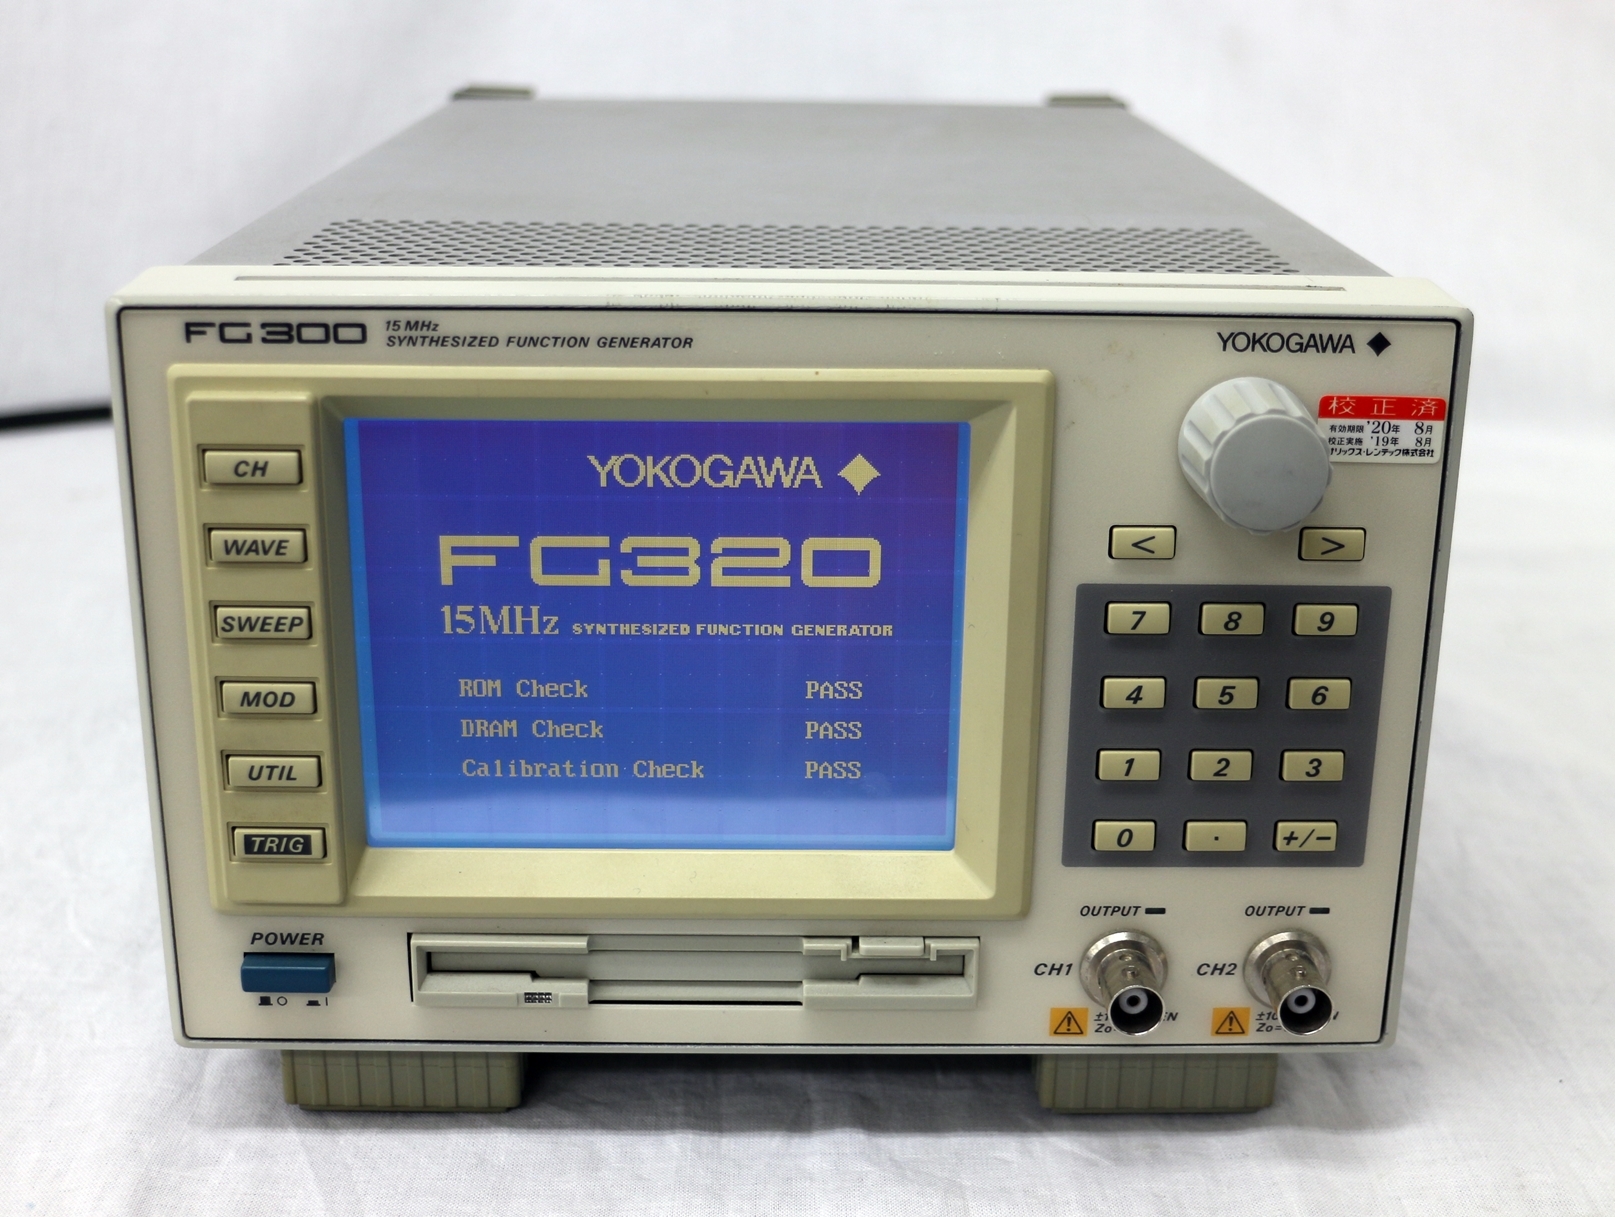 FG300 15 MHz
SYNTHESIZED FUNCTION GENERATOR
YOKOGAWA
校正済
有効期限 '20年 8月
校正実施 '19年 8月
オリックス・レンテック株式会社
CH
WAVE
SWEEP
MOD
UTIL
TRIG
YOKOGAWA
FG320
15MHz SYNTHESIZED FUNCTION GENERATOR
ROM Check PASS
DRAM Check PASS
Calibration Check PASS
< >
7 8 9
4 5 6
1 2 3
0 . +/−
POWER
OUTPUT OUTPUT
CH1 CH2